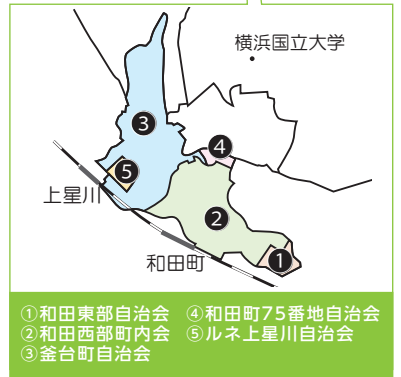 横浜国立大学
③
④
⑤
上星川
②
和田町
①
①和田東部自治会 ④和田町75番地自治会
②和田西部町内会 ⑤ルネ上星川自治会
③釜台町自治会